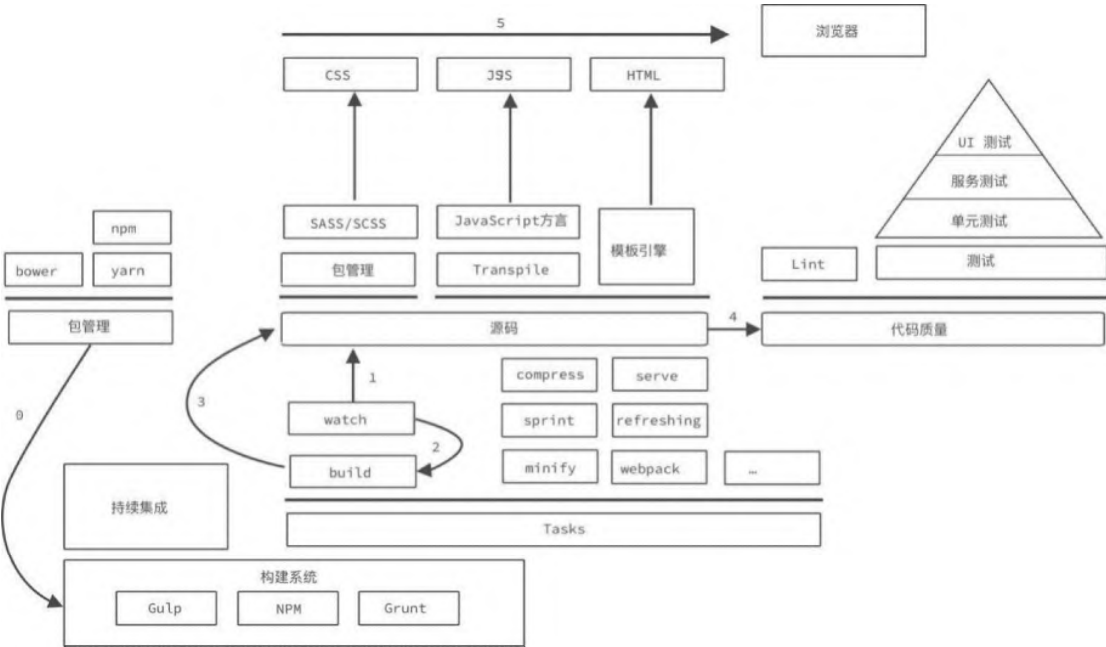 5
浏览器
CSS
HTML
UI 测试
服务测试
单元测试
npm
SASS/SCSS
JavaScript方言
模板引擎
bower
yarn
包管理
Transpile
Lint
测试
包管理
源码
4
代码质量
1
compress
serve
3
0
watch
sprint
refreshing
2
build
minify
webpack
…
持续集成
Tasks
构建系统
Gulp
NPM
Grunt